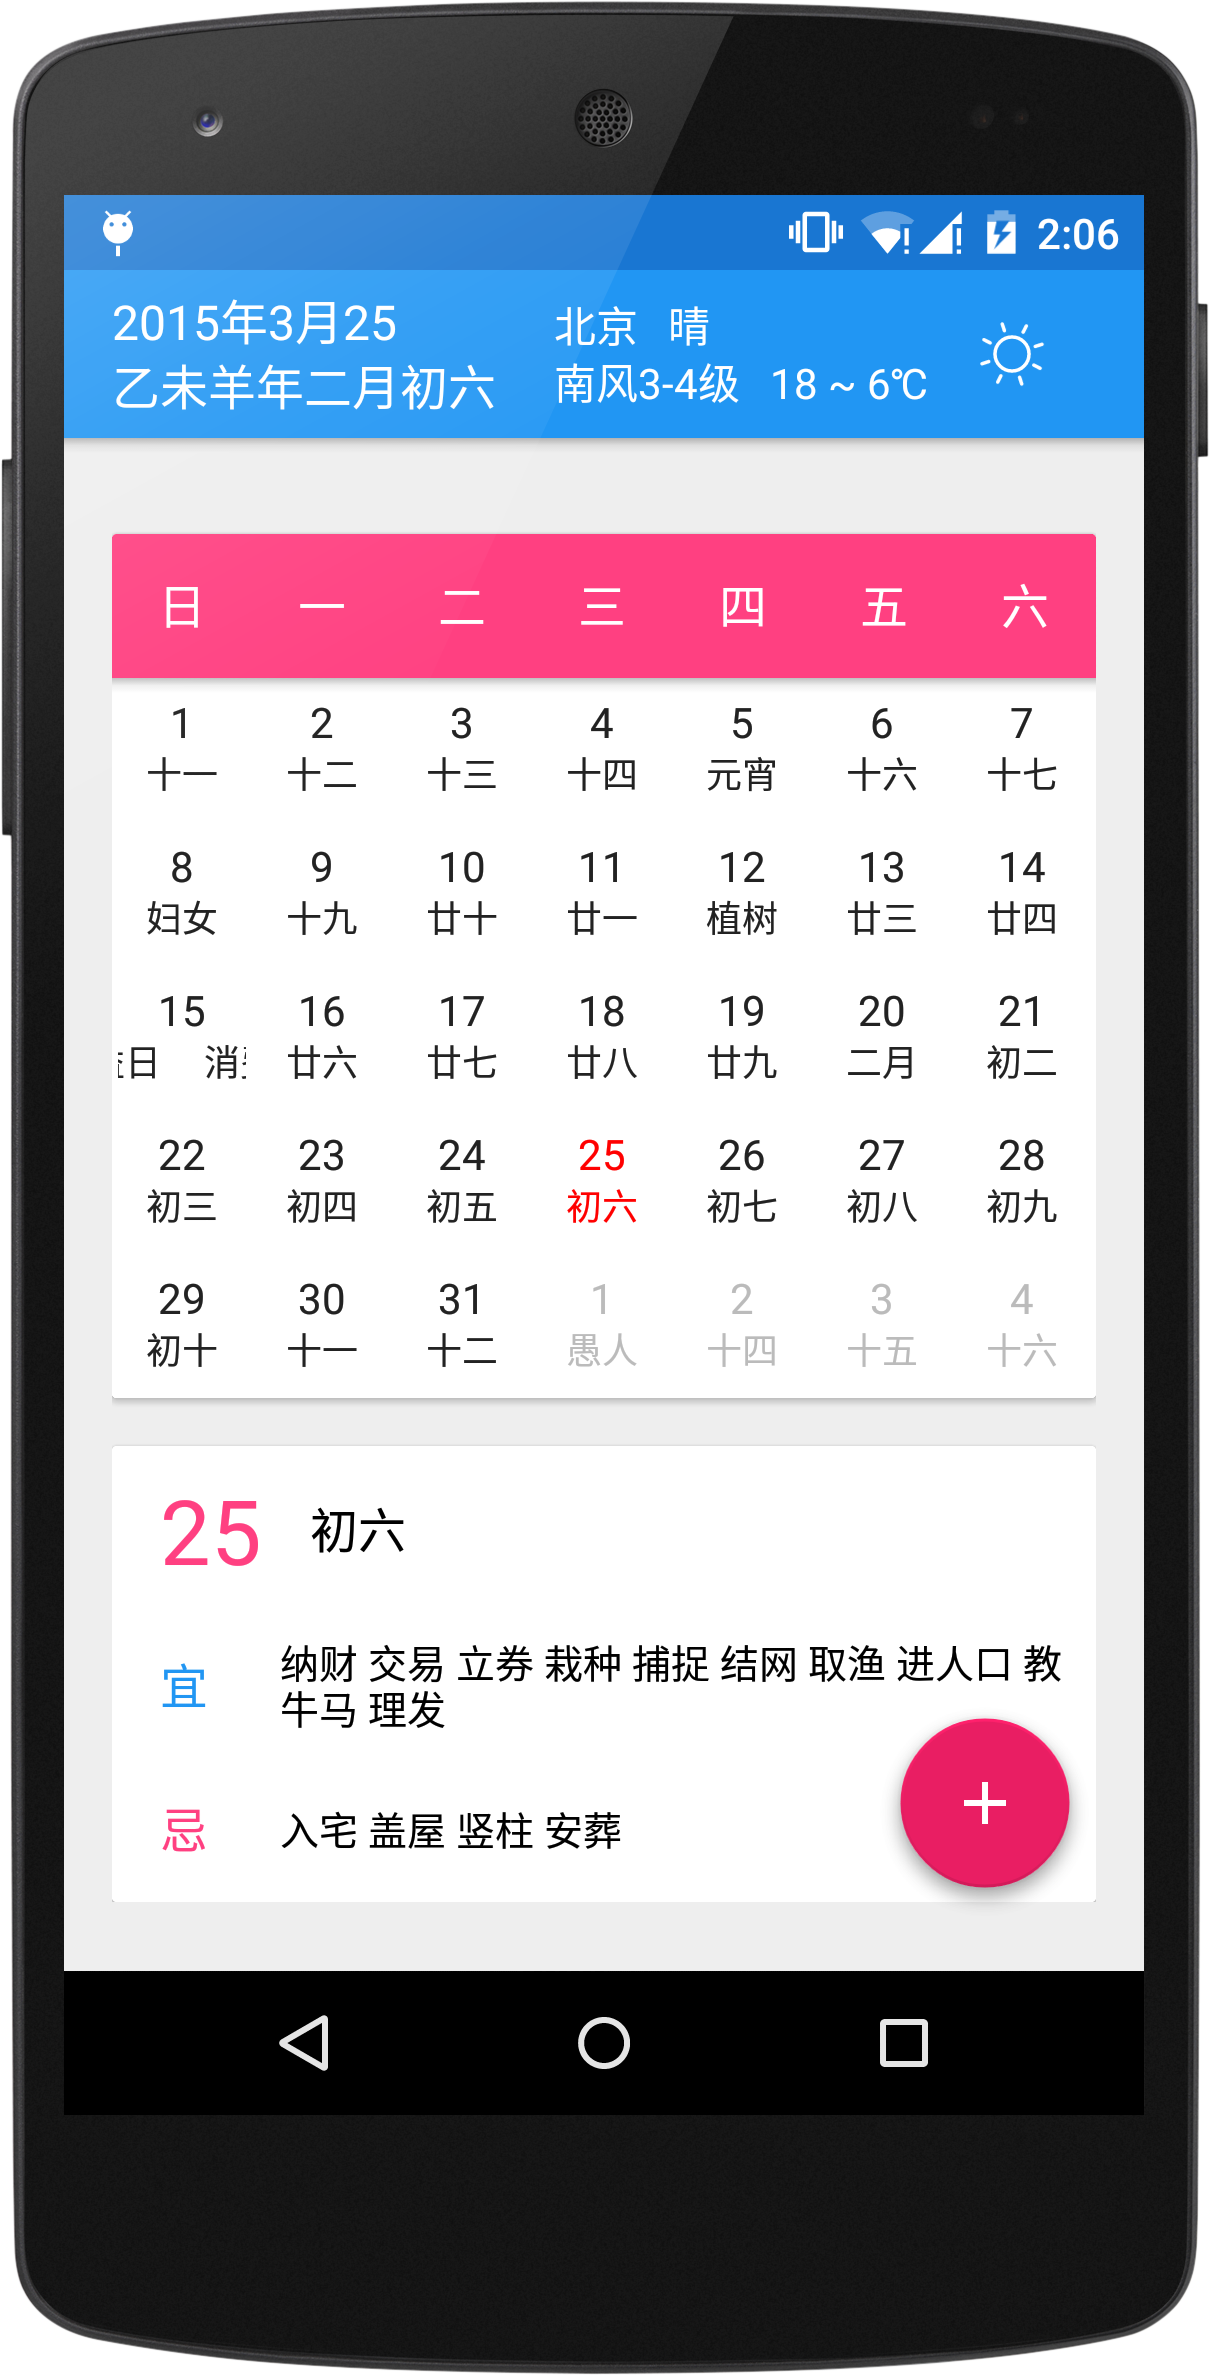 2:06
2015年3月25
乙未羊年二月初六
北京 晴
南风3-4级 18 ~ 6℃
日 一 二 三 四 五 六
1 2 3 4 5 6 7
十一 十二 十三 十四 元宵 十六 十七
8 9 10 11 12 13 14
妇女 十九 廿十 廿一 植树 廿三 廿四
15 16 17 18 19 20 21
日 消 廿六 廿七 廿八 廿九 二月 初二
22 23 24 25 26 27 28
初三 初四 初五 初六 初七 初八 初九
29 30 31 1 2 3 4
初十 十一 十二 愚人 十四 十五 十六
25 初六
宜 纳财 交易 立券 栽种 捕捉 结网 取渔 进人口 教
牛马 理发
忌 入宅 盖屋 竖柱 安葬